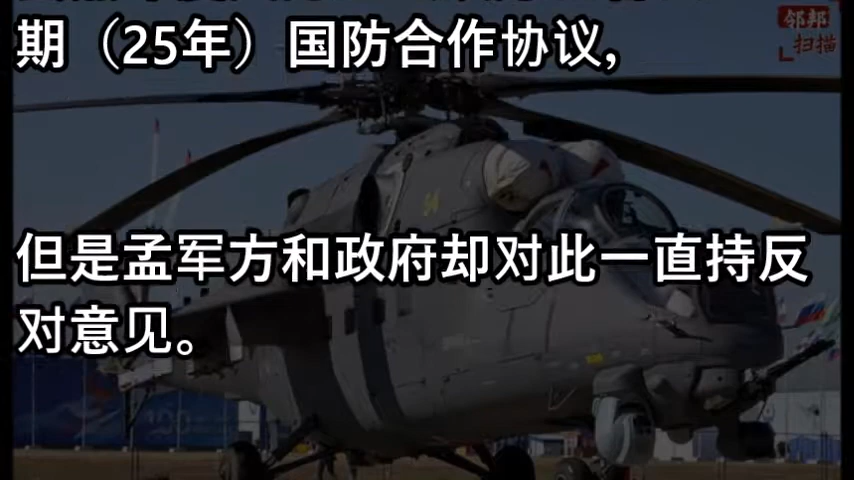 期（25年）国防合作协议,
但是孟军方和政府却对此一直持反
对意见。
邻邦
扫描